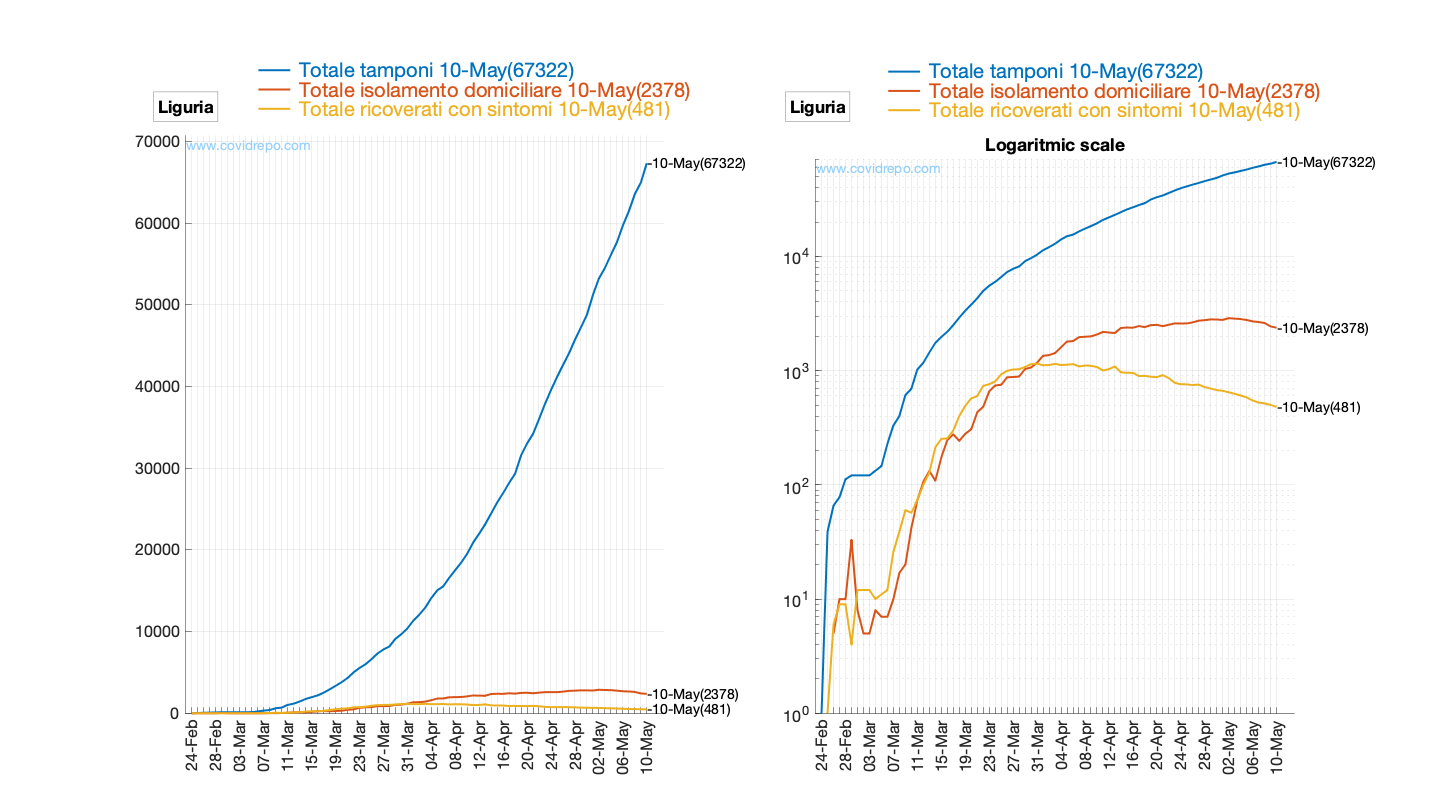 Totale tamponi 10-May(67322)
Totale isolamento domiciliare 10-May(2378)
Totale ricoverati con sintomi 10-May(481)
Liguria
www.covidrepo.com
70000
60000
50000
40000
30000
20000
10000
0
10-May(67322)
10-May(2378)
10-May(481)
24-Feb
28-Feb
03-Mar
07-Mar
11-Mar
15-Mar
19-Mar
23-Mar
27-Mar
31-Mar
04-Apr
08-Apr
12-Apr
16-Apr
20-Apr
24-Apr
28-Apr
02-May
06-May
10-May
Totale tamponi 10-May(67322)
Totale isolamento domiciliare 10-May(2378)
Totale ricoverati con sintomi 10-May(481)
Liguria
Logaritmic scale
www.covidrepo.com
10^4
10^3
10^2
10^1
10^0
10-May(67322)
10-May(2378)
10-May(481)
24-Feb
28-Feb
03-Mar
07-Mar
11-Mar
15-Mar
19-Mar
23-Mar
27-Mar
31-Mar
04-Apr
08-Apr
12-Apr
16-Apr
20-Apr
24-Apr
28-Apr
02-May
06-May
10-May